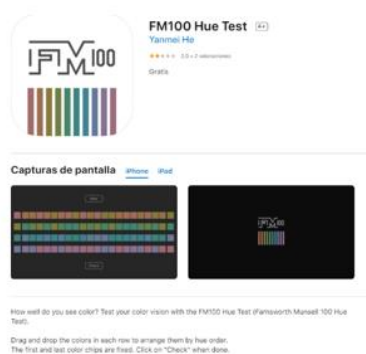 FM100
FM100 Hue Test 4+
Yanmei He
Gratis
Capturas de pantalla iPhone iPad
FM100
How well do you see color? Test your color vision with the FM100 Hue Test (Farnsworth Munsell 100 Hue
Test).
Drag and drop the colors in each row to arrange them by hue order.
The first and last color chips are fixed. Click on "Check" when done.